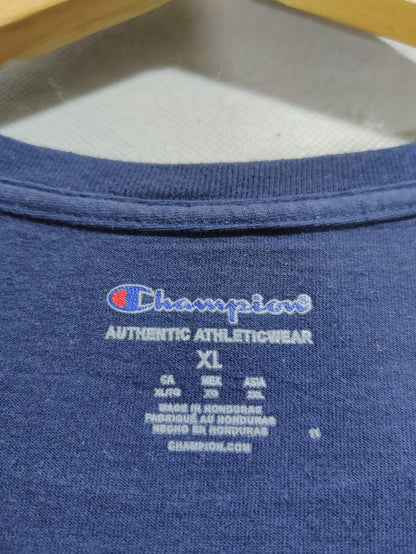 Champion®
AUTHENTIC ATHLETICWEAR
XL
CA MEX ASIA
XL/TG XG 2XL
MADE IN HONDURAS
FABRIQUÉ AU HONDURAS
HECHO EN HONDURAS
CHAMPION.COM